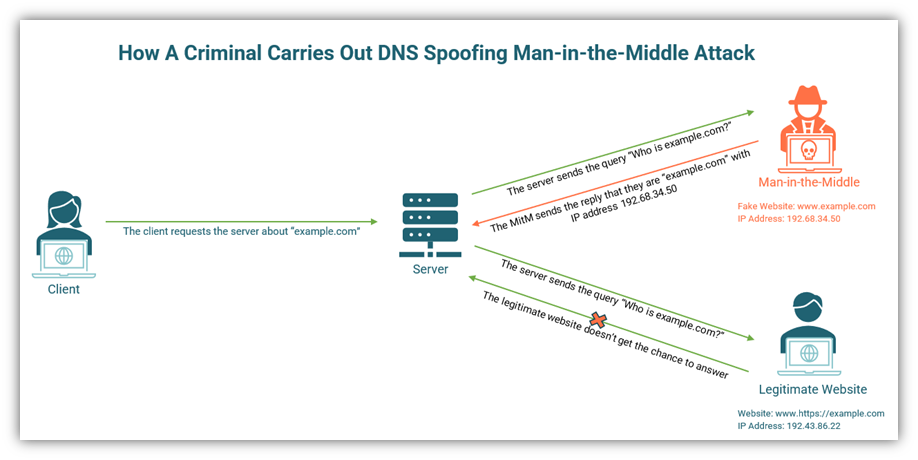 How A Criminal Carries Out DNS Spoofing Man-in-the-Middle Attack
The server sends the query “Who is example.com?”
The MitM sends the reply that they are “example.com” with
IP address 192.68.34.50
Man-in-the-Middle
Fake Website: www.example.com
IP Address: 192.68.34.50
The client requests the server about “example.com”
Client
Server
The server sends the query “Who is example.com?”
The legitimate website doesn’t get the chance to answer
Legitimate Website
Website: www.https://example.com
IP Address: 192.43.86.22